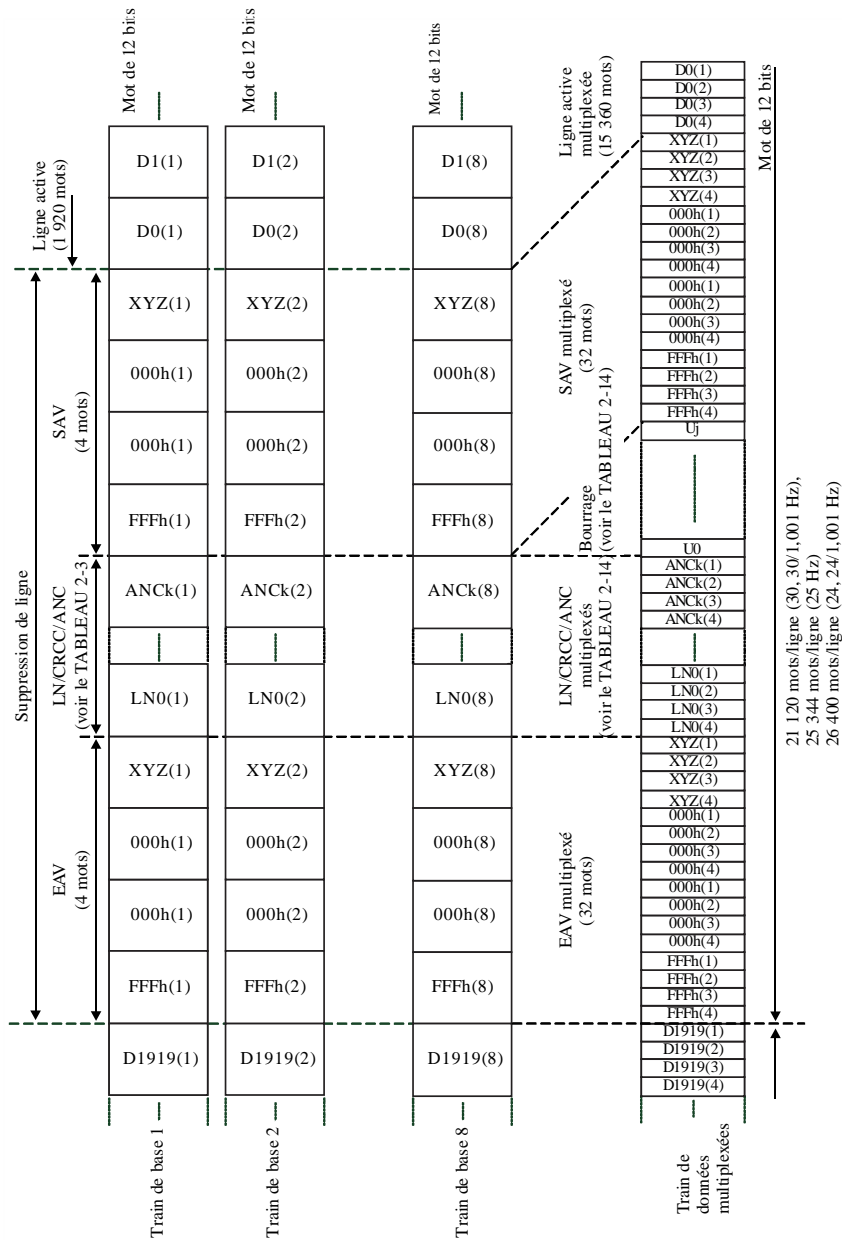 Mot de 12 bits
Mot de 12 bits
Mot de 12 bits
Ligne active
(1 920 mots)
Suppression de ligne
SAV
(4 mots)
LN/CRCC/ANC
(voir le TABLEAU 2-3)
EAV
(4 mots)
D1(1)
D0(1)
XYZ(1)
000h(1)
000h(1)
FFFh(1)
ANCk(1)
LN0(1)
XYZ(1)
000h(1)
000h(1)
FFFh(1)
D1919(1)
Train de base 1
D1(2)
D0(2)
XYZ(2)
000h(2)
000h(2)
FFFh(2)
ANCk(2)
LN0(2)
XYZ(2)
000h(2)
000h(2)
FFFh(2)
D1919(2)
Train de base 2
D1(8)
D0(8)
XYZ(8)
000h(8)
000h(8)
FFFh(8)
ANCk(8)
LN0(8)
XYZ(8)
000h(8)
000h(8)
FFFh(8)
D1919(8)
Train de base 8
Ligne active
multiplexée
(15 360 mots)
SAV multiplexé
(32 mots)
Bourrage
(voir le TABLEAU 2-14)
LN/CRCC/ANC
multiplexés
(voir le TABLEAU 2-14)
EAV multiplexé
(32 mots)
D0(1)
D0(2)
D0(3)
D0(4)
XYZ(1)
XYZ(2)
XYZ(3)
XYZ(4)
000h(1)
000h(2)
000h(3)
000h(4)
000h(1)
000h(2)
000h(3)
000h(4)
FFFh(1)
FFFh(2)
FFFh(3)
FFFh(4)
Uj
U0
ANCk(1)
ANCk(2)
ANCk(3)
ANCk(4)
LN0(1)
LN0(2)
LN0(3)
LN0(4)
XYZ(1)
XYZ(2)
XYZ(3)
XYZ(4)
000h(1)
000h(2)
000h(3)
000h(4)
000h(1)
000h(2)
000h(3)
000h(4)
FFFh(1)
FFFh(2)
FFFh(3)
FFFh(4)
D1919(1)
D1919(2)
D1919(3)
D1919(4)
Train de
données
multiplexées
Mot de 12 bits
21 120 mots/ligne (30, 30/1,001 Hz),
25 344 mots/ligne (25 Hz)
26 400 mots/ligne (24, 24/1,001 Hz)